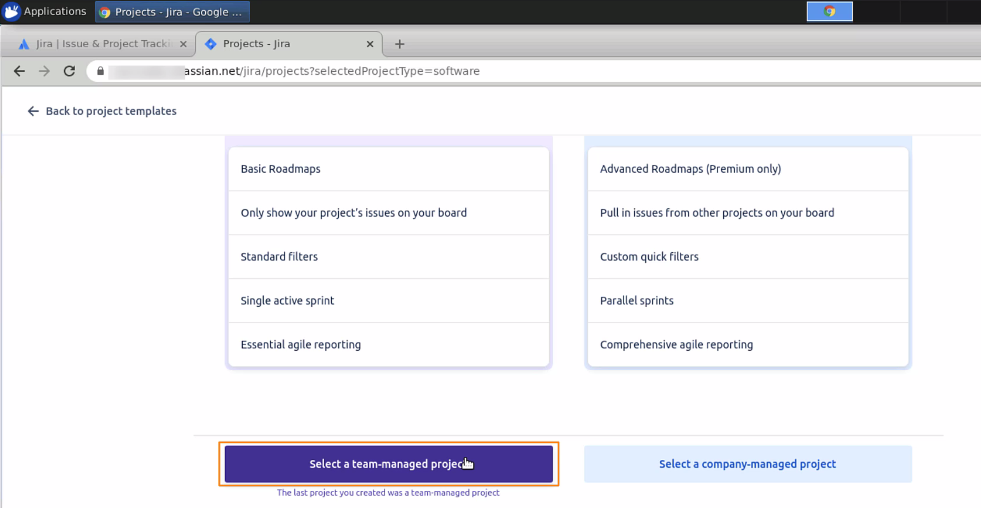 Applications
Projects - Jira - Google ...
Jira | Issue & Project Tracki
Projects - Jira
assian.net/jira/projects?selectedProjectType=software
Back to project templates
Basic Roadmaps
Only show your project's issues on your board
Standard filters
Single active sprint
Essential agile reporting
Advanced Roadmaps (Premium only)
Pull in issues from other projects on your board
Custom quick filters
Parallel sprints
Comprehensive agile reporting
Select a team-managed project
The last project you created was a team-managed project
Select a company-managed project